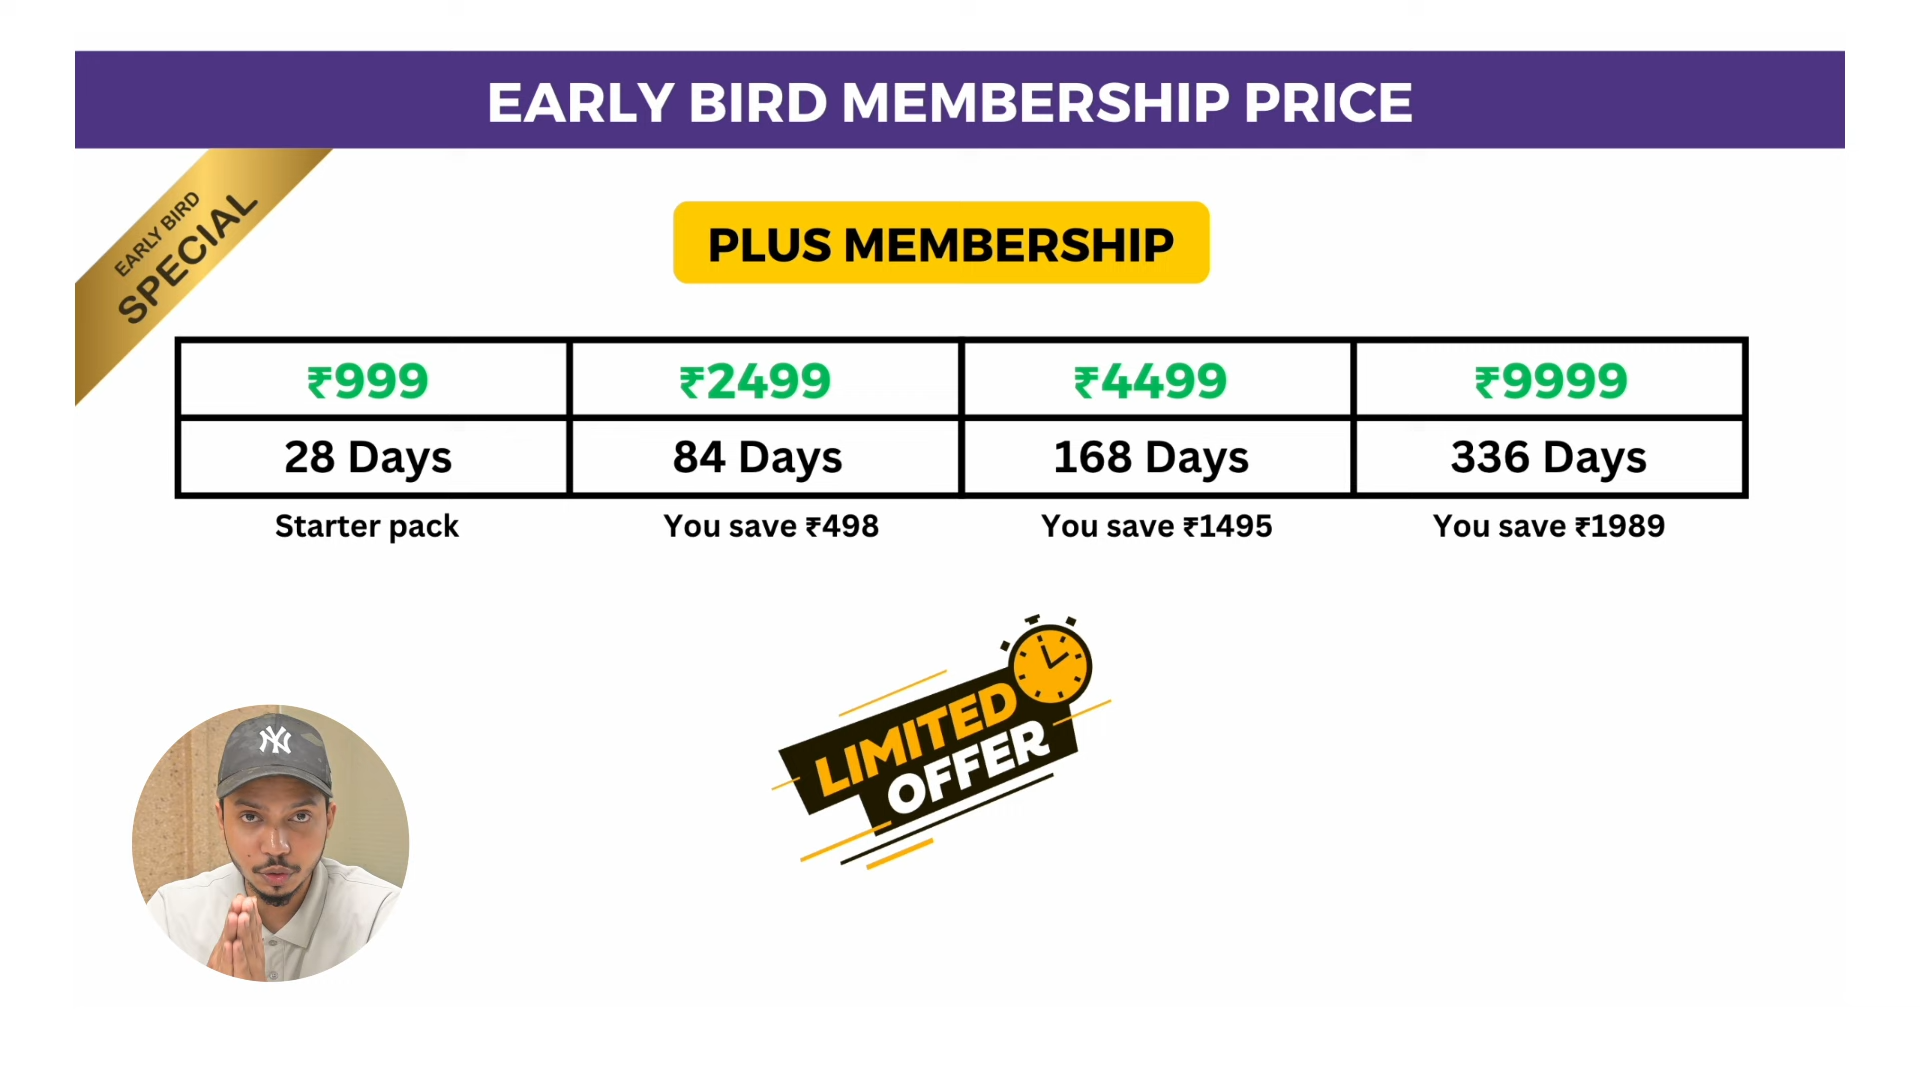 EARLY BIRD MEMBERSHIP PRICE
EARLY BIRD
SPECIAL
PLUS MEMBERSHIP
₹999 ₹2499 ₹4499 ₹9999
28 Days 84 Days 168 Days 336 Days
Starter pack You save ₹498 You save ₹1495 You save ₹1989
LIMITED
OFFER
NY